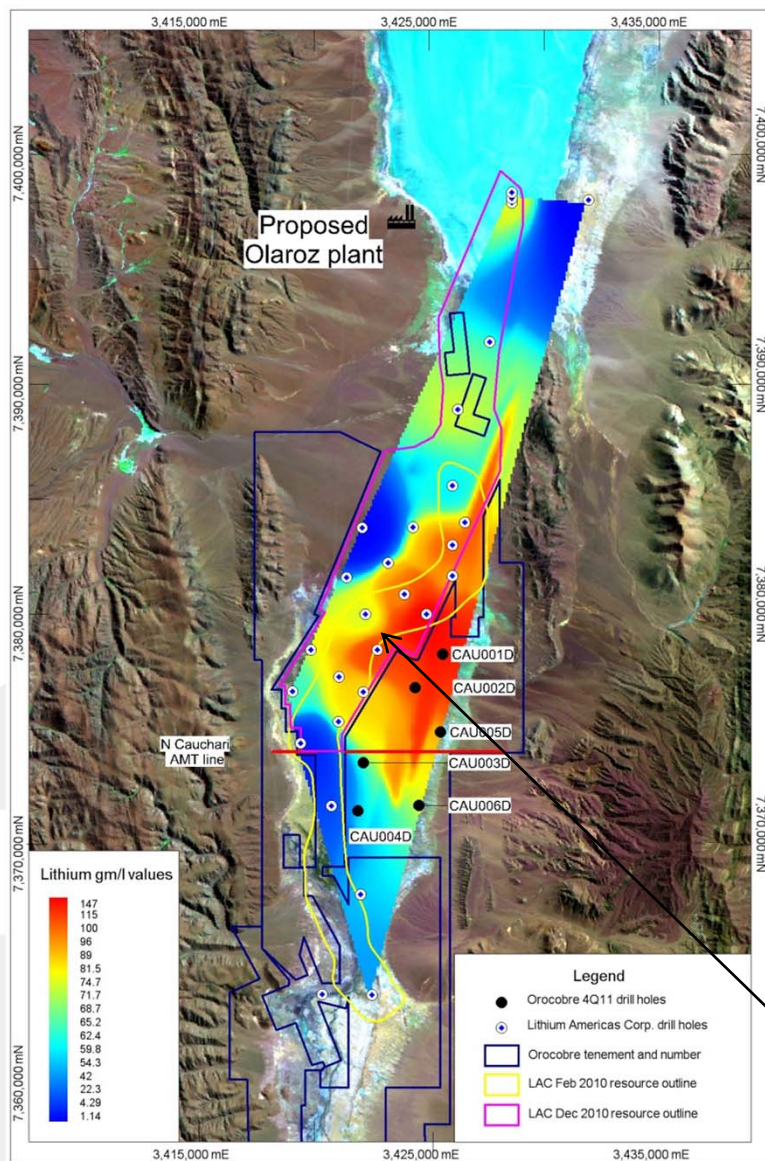 3,415,000 mE
3,425,000 mE
3,435,000 mE
7,400,000 mN
7,390,000 mN
7,380,000 mN
7,370,000 mN
7,360,000 mN
7,400,000 mN
7,390,000 mN
7,380,000 mN
7,370,000 mN
Proposed
Olaroz plant
CAU001D
CAU002D
CAU005D
N Cauchari
AMT line
CAU003D
CAU006D
CAU004D
Lithium gm/l values
147
115
100
96
89
81.5
74.7
71.7
68.7
65.2
62.4
59.8
54.3
42
22.3
4.29
1.14
Legend
Orocobre 4Q11 drill holes
Lithium Americas Corp. drill holes
Orocobre tenement and number
LAC Feb 2010 resource outline
LAC Dec 2010 resource outline
3,415,000 mE
3,425,000 mE
3,435,000 mE